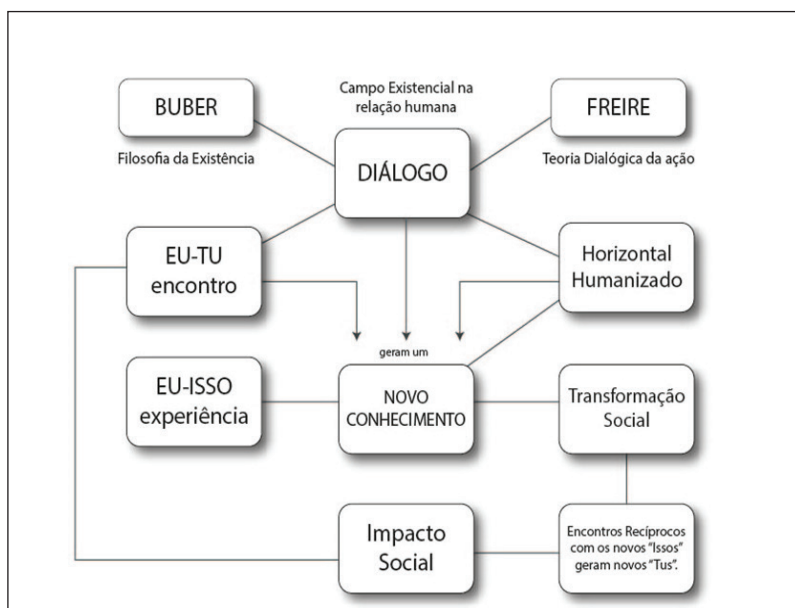 BUBER
Campo Existencial na
relação humana
FREIRE
Filosofia da Existência
DIÁLOGO
Teoria Dialógica da ação
EU-TU
encontro
Horizontal
Humanizado
geram um
EU-ISSO
experiência
NOVO
CONHECIMENTO
Transformação
Social
Impacto
Social
Encontros Recíprocos
com os novos “Issos”
geram novos “Tus”.